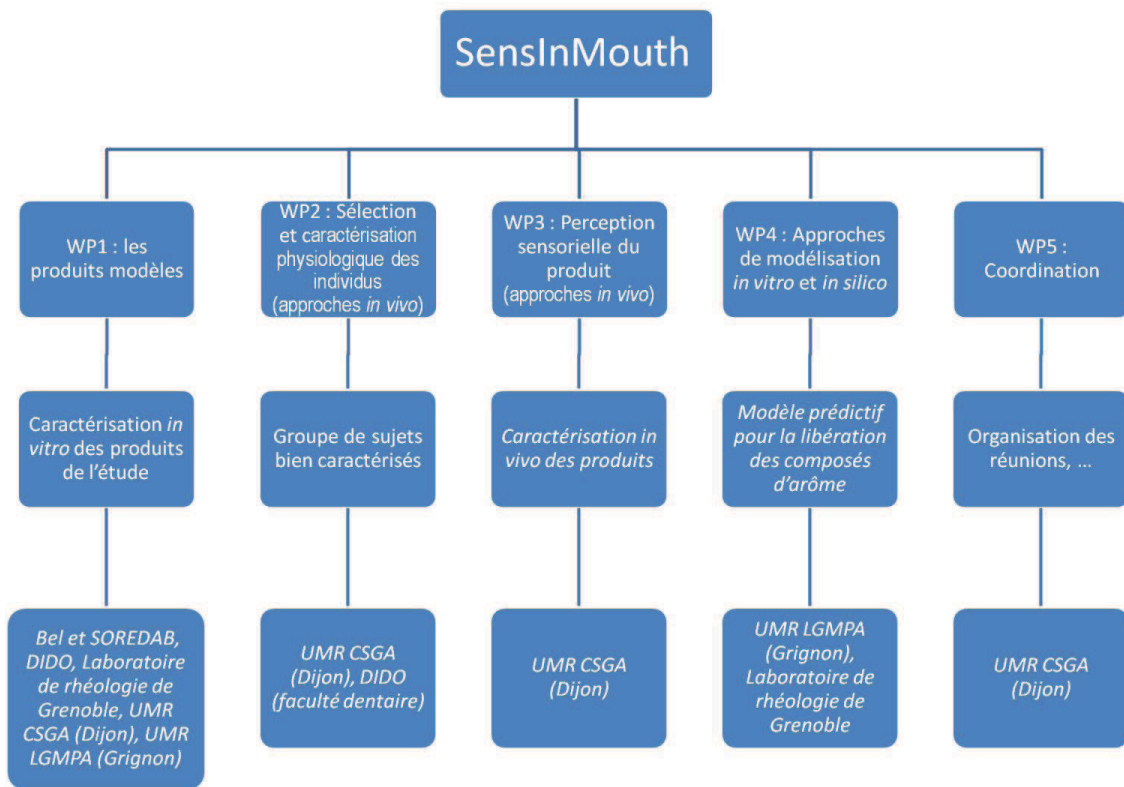 SensInMouth
WP1 : les
produits modèles
WP2 : Sélection
et caractérisation
physiologique des
individus
(approches in vivo)
WP3 : Perception
sensorielle du
produit
(approches in vivo)
WP4 : Approches
de modélisation
in vitro et in silico
WP5 :
Coordination
Caractérisation in
vitro des produits
de l'étude
Groupe de sujets
bien caractérisés
Caractérisation in
vivo des produits
Modèle prédictif
pour la libération
des composés
d'arôme
Organisation des
réunions, ...
Bel et SOREDAB,
DIDO, Laboratoire
de rhéologie de
Grenoble, UMR
CSGA (Dijon), UMR
LGMPA (Grignon)
UMR CSGA
(Dijon), DIDO
(faculté dentaire)
UMR CSGA
(Dijon)
UMR LGMPA
(Grignon),
Laboratoire de
rhéologie de
Grenoble
UMR CSGA
(Dijon)